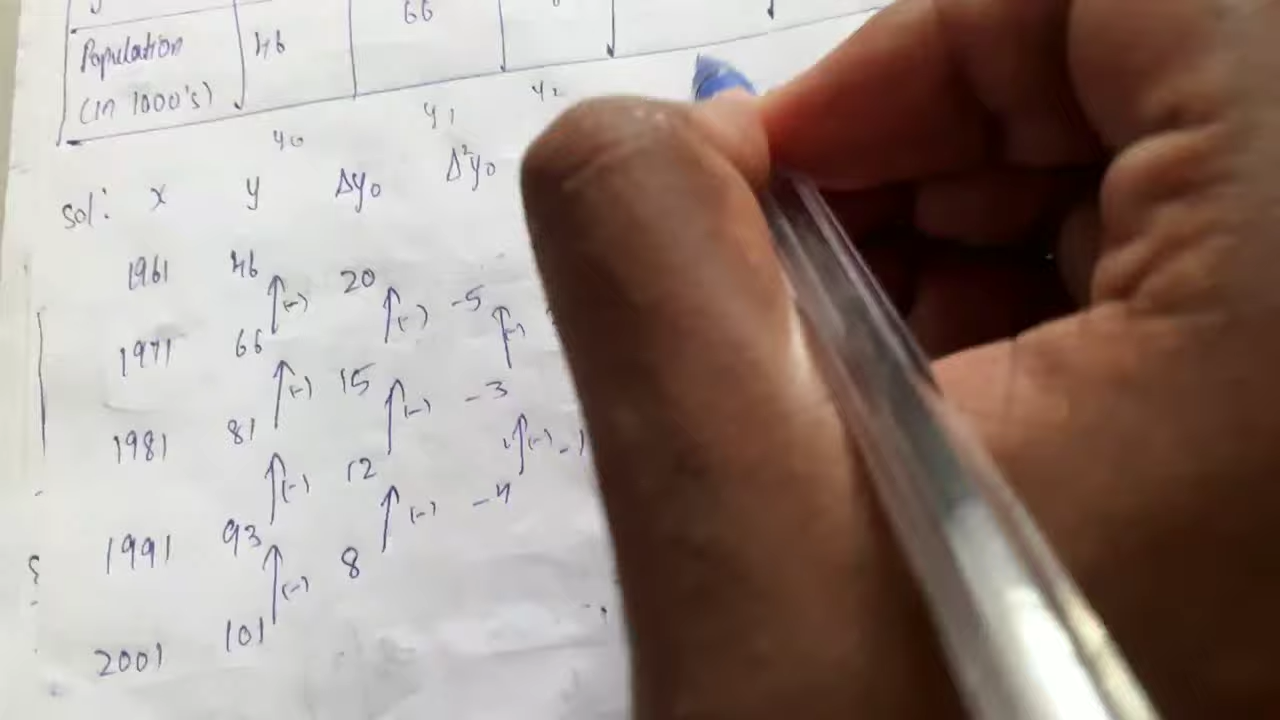 66
Population 46
(in 1000's)
y0 y1 y2
sol: x y Δy0 Δ²y0
1961 46 (-) 20 (-) -5 (-)
1971 66 (-) 15 (-) -3
1981 81 (-) 12 (-) -4 (-) -1
1991 93 (-) 8
2001 101